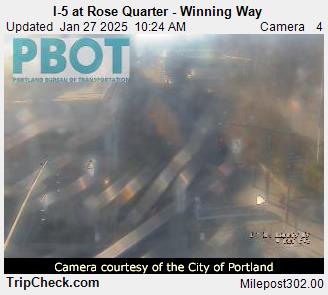 I-5 at Rose Quarter - Winning Way
Updated Jan 27 2025 10:24 AM Camera 4
PBOT
PORTLAND BUREAU OF TRANSPORTATION
Camera courtesy of the City of Portland
TripCheck.com Milepost302.00